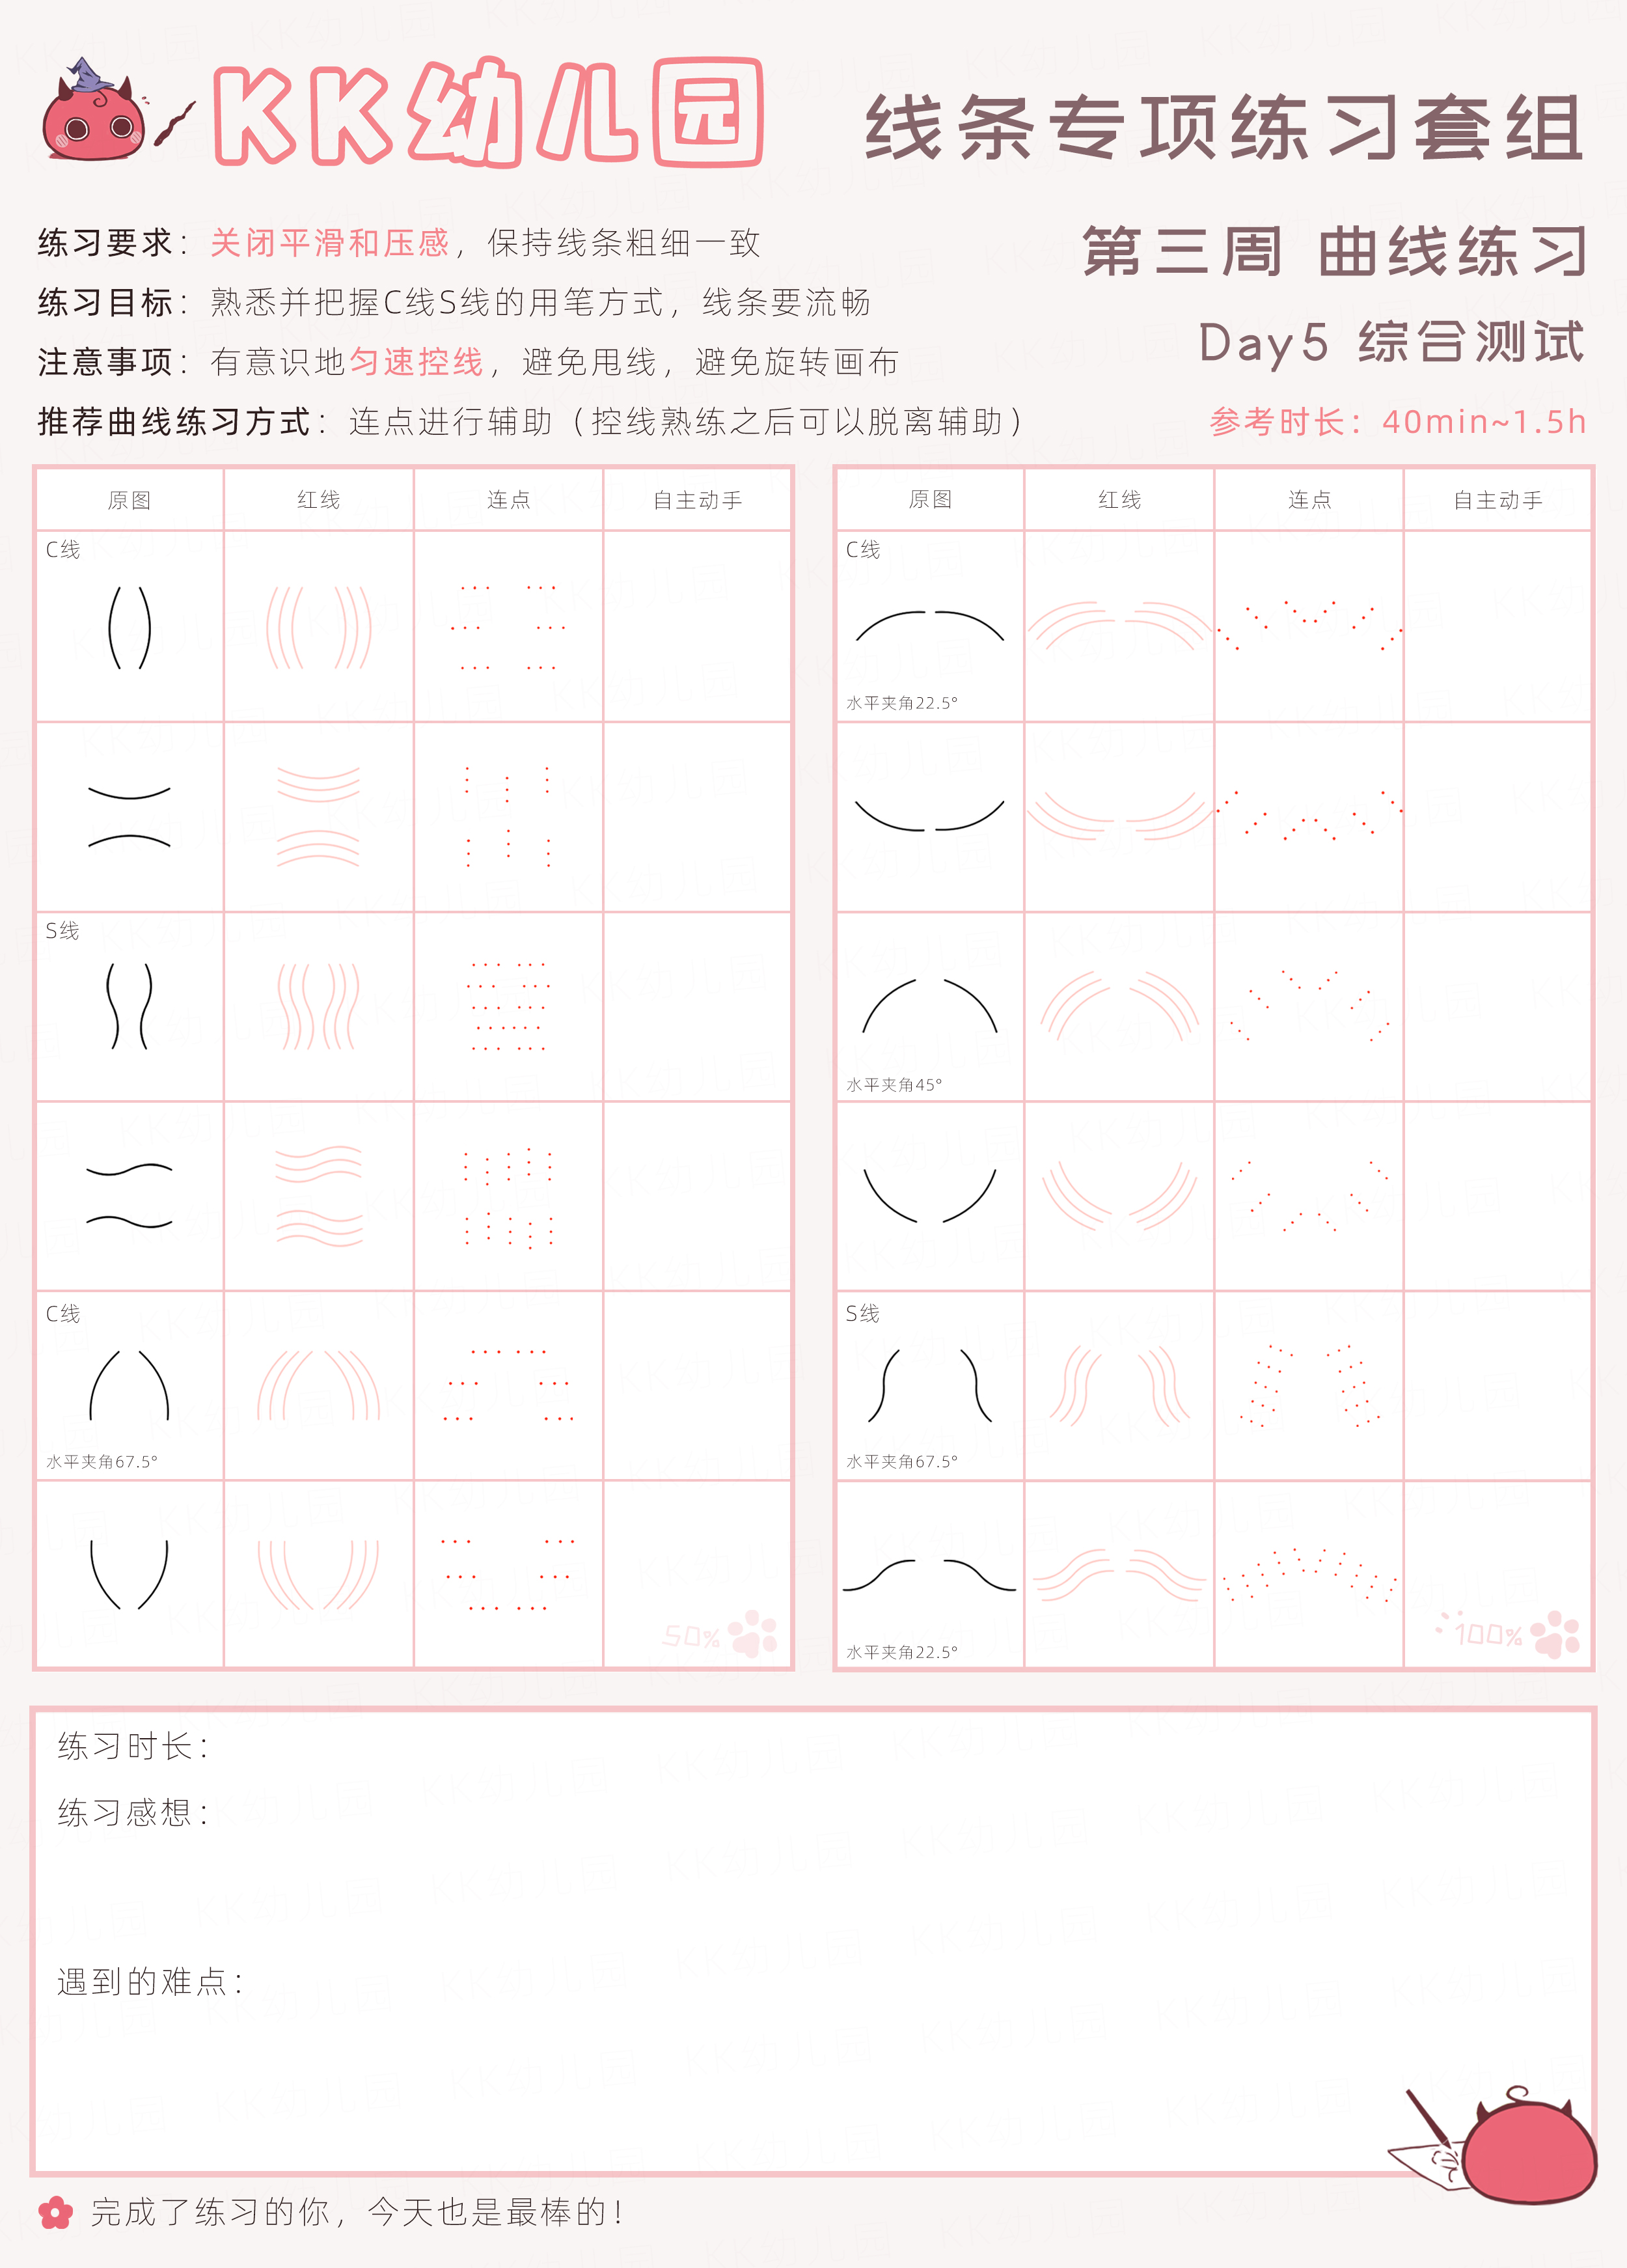 KK幼儿园
线条专项练习套组
练习要求：关闭平滑和压感，保持线条粗细一致
练习目标：熟悉并把握C线S线的用笔方式，线条要流畅
注意事项：有意识地匀速控线，避免甩线，避免旋转画布
推荐曲线练习方式：连点进行辅助（控线熟练之后可以脱离辅助）
第三周 曲线练习
Day5 综合测试
参考时长：40min~1.5h
原图 红线 连点 自主动手
C线
S线
C线
水平夹角67.5°
50%
原图 红线 连点 自主动手
C线
水平夹角22.5°
水平夹角45°
S线
水平夹角67.5°
水平夹角22.5°
100%
练习时长：
练习感想：
遇到的难点：
完成了练习的你，今天也是最棒的！